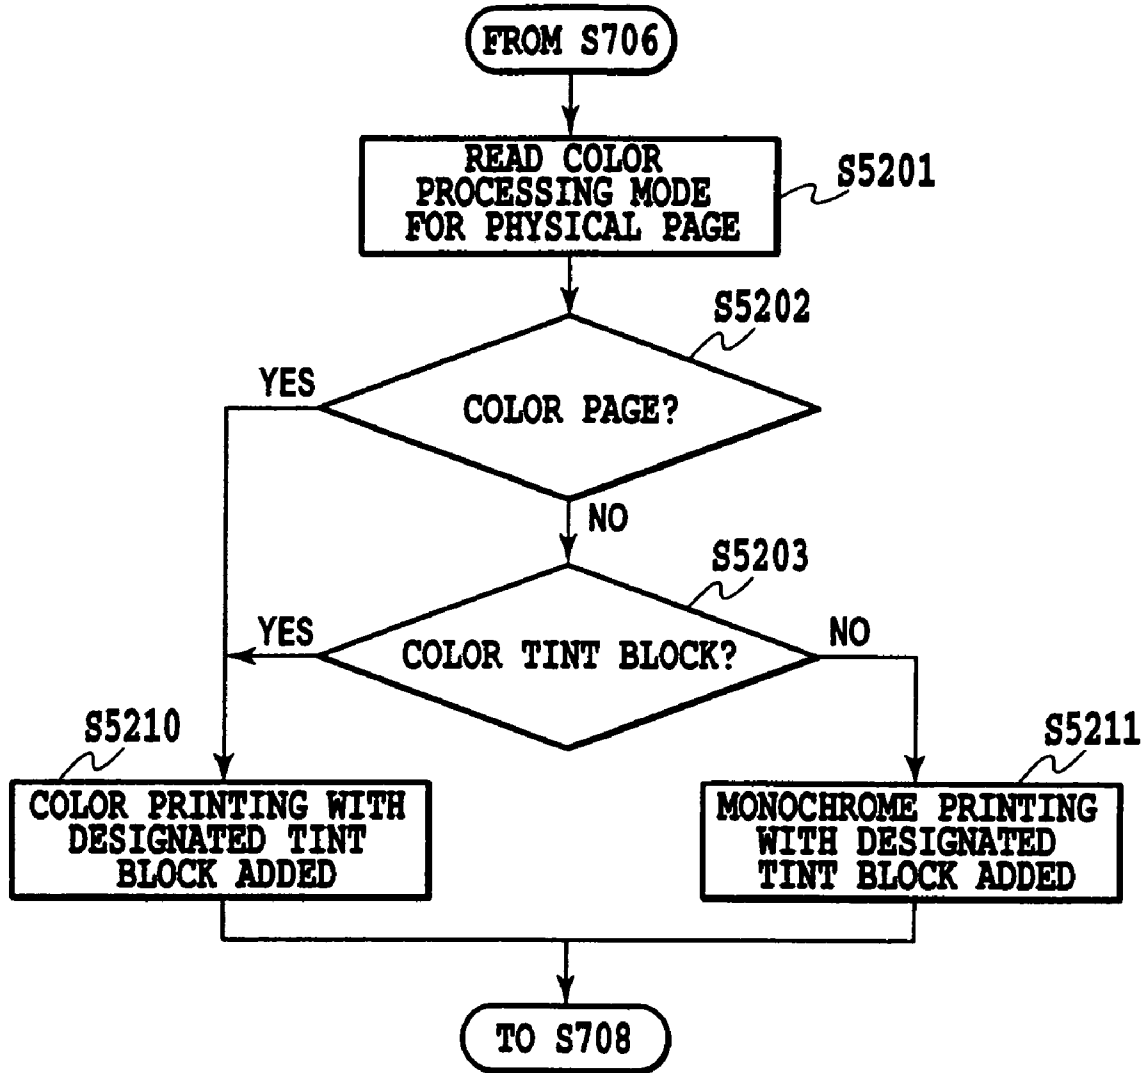 FROM S706
READ COLOR
PROCESSING MODE
FOR PHYSICAL PAGE
S5201
S5202
YES
COLOR PAGE?
NO
S5203
YES
COLOR TINT BLOCK?
NO
S5210
COLOR PRINTING WITH
DESIGNATED TINT
BLOCK ADDED
S5211
MONOCHROME PRINTING
WITH DESIGNATED
TINT BLOCK ADDED
TO S708